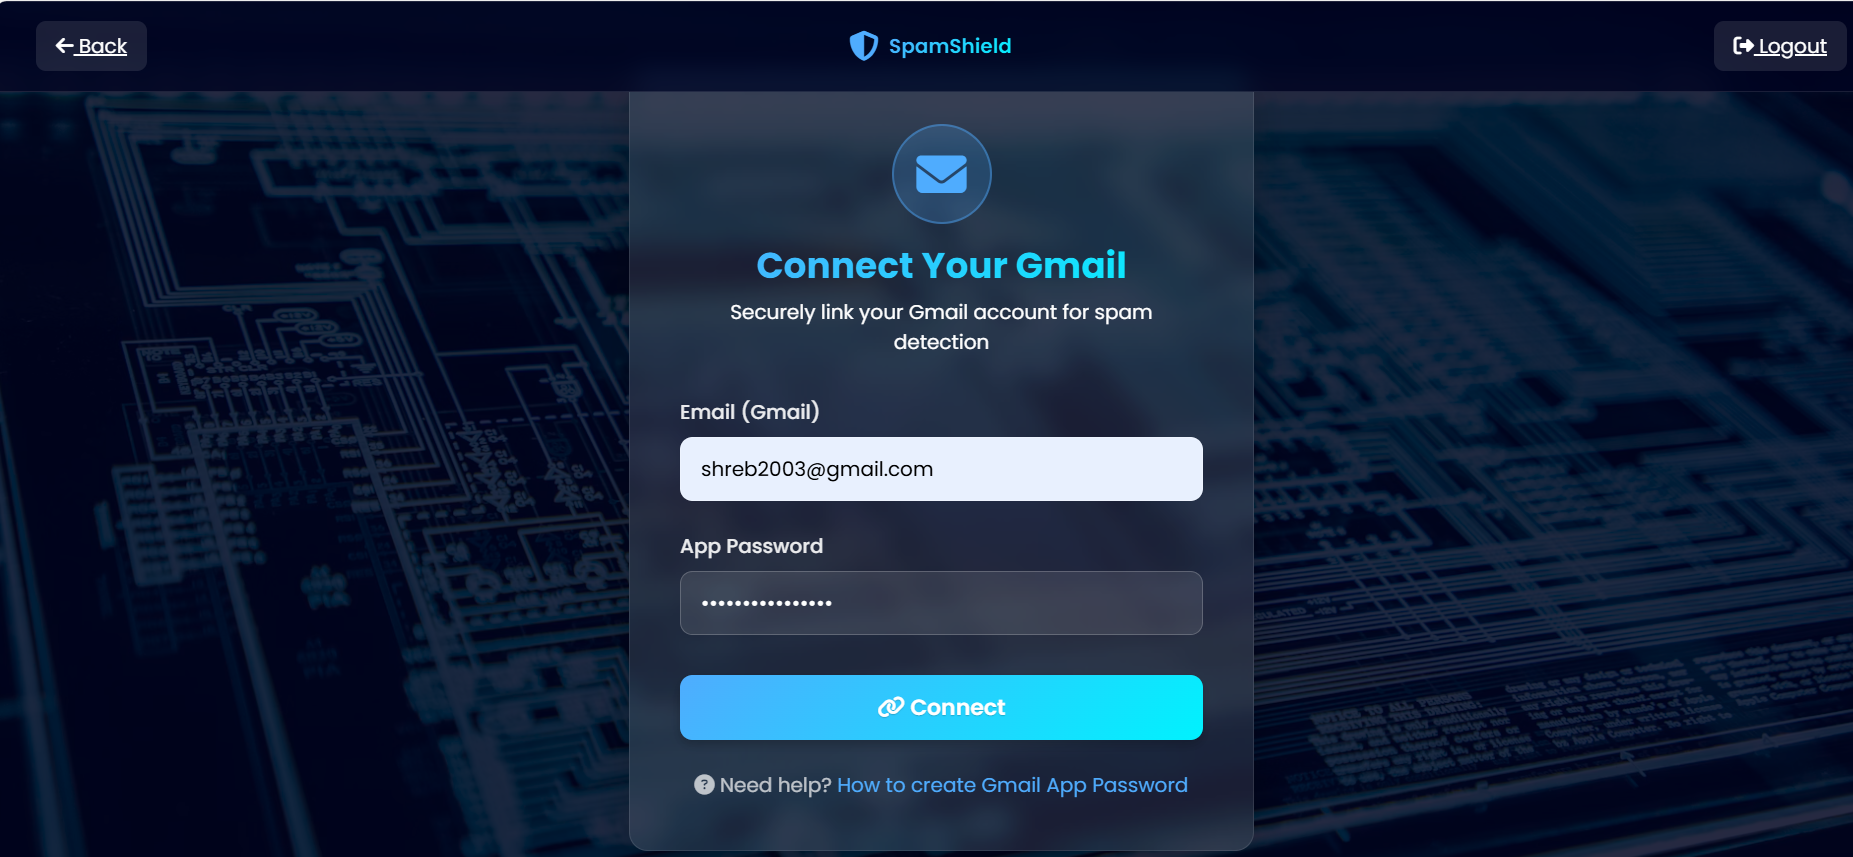 Back
SpamShield
Logout
Connect Your Gmail
Securely link your Gmail account for spam
detection
Email (Gmail)
shreb2003@gmail.com
App Password
••••••••••••••••
Connect
Need help? How to create Gmail App Password